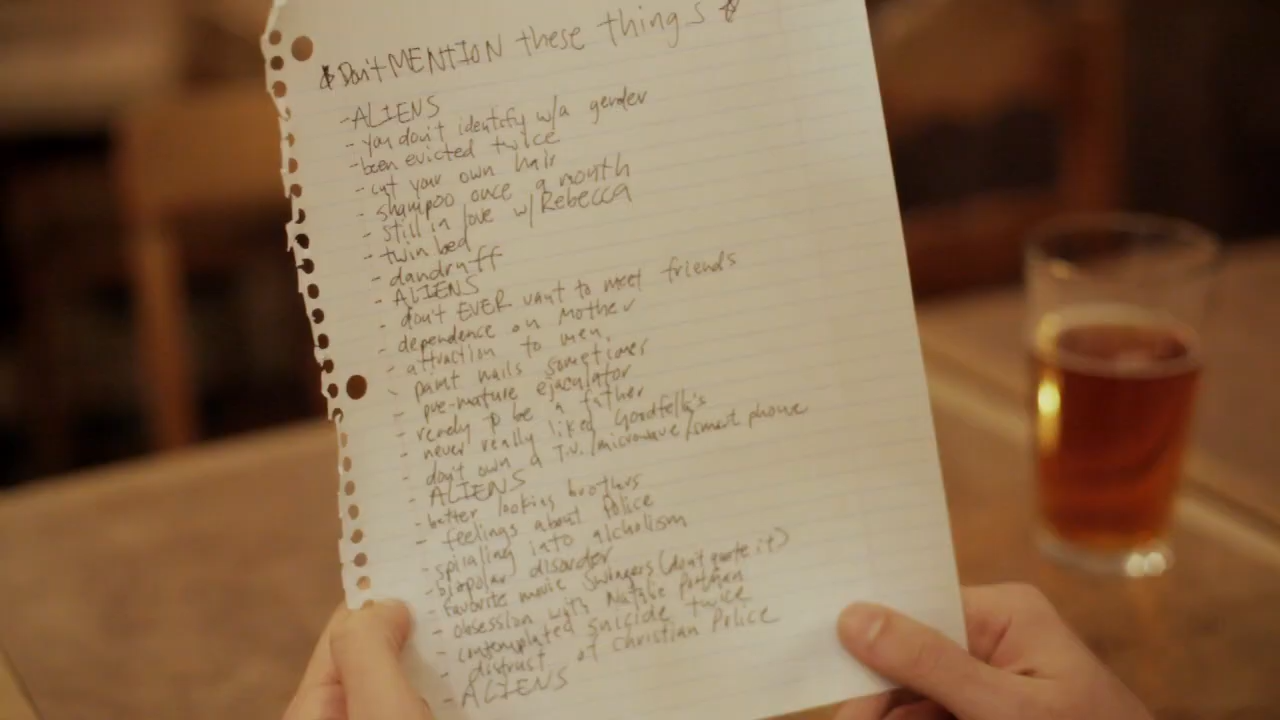 ☆ Don't MENTION these things ☆
- ALIENS
- you don't identify w/a gender
- been evicted twice
- cut your own hair
- shampoo once a month
- still in love w/ Rebecca
- twin bed
- dandruff
- ALIENS
- don't EVER want to meet friends
- dependence on Mother
- attraction to men
- paint nails sometimes
- pre-mature ejaculator
- ready to be a father
- never really liked Goodfella's
- don't own a T.V./microwave/smart phone
- ALIENS
- better looking brothers
- feelings about Police
- spiraling into alcholism
- bipolar disorder
- favorite movie Swingers (don't quote it)
- obsession with Natalie Portman
- contemplated suicide twice
- distrust of Christian Police
- ALIENS